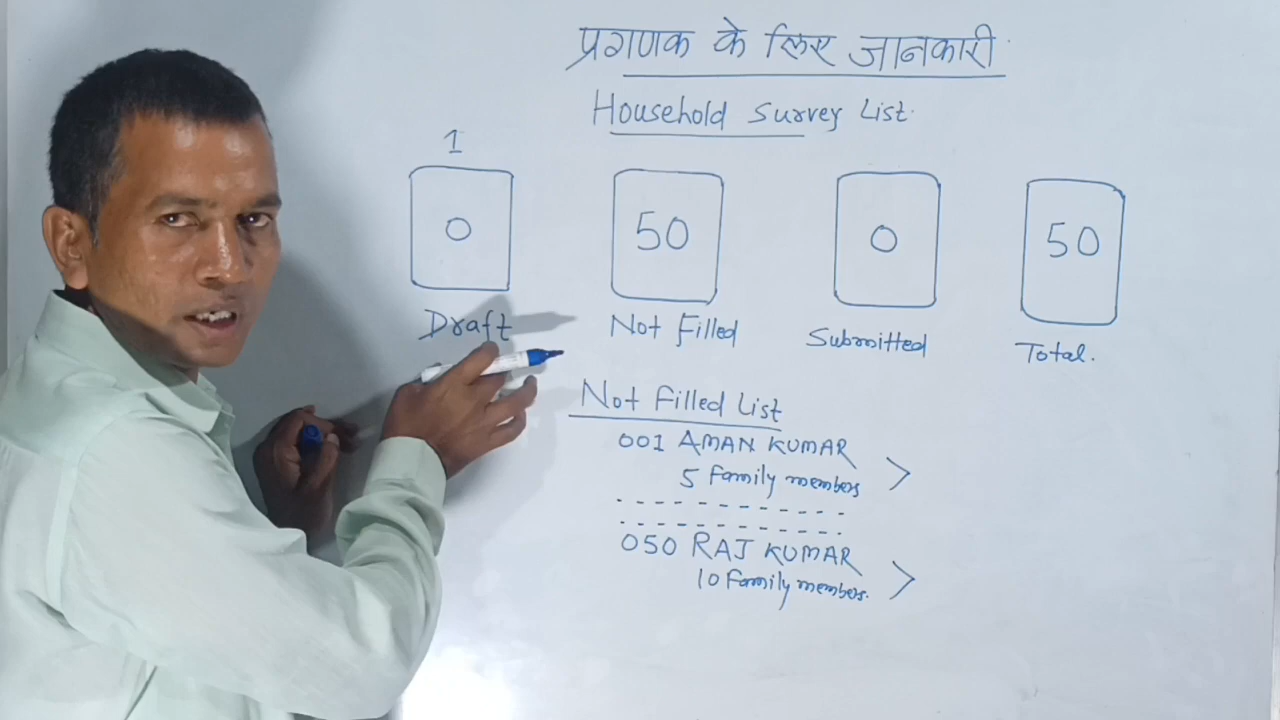 प्रगणक के लिए जानकारी
Household Survey List.
1
0 50 0 50
Draft Not Filled Submitted Total.
Not Filled List
001 AMAN KUMAR >
5 Family members
050 RAJ KUMAR >
10 Family members.